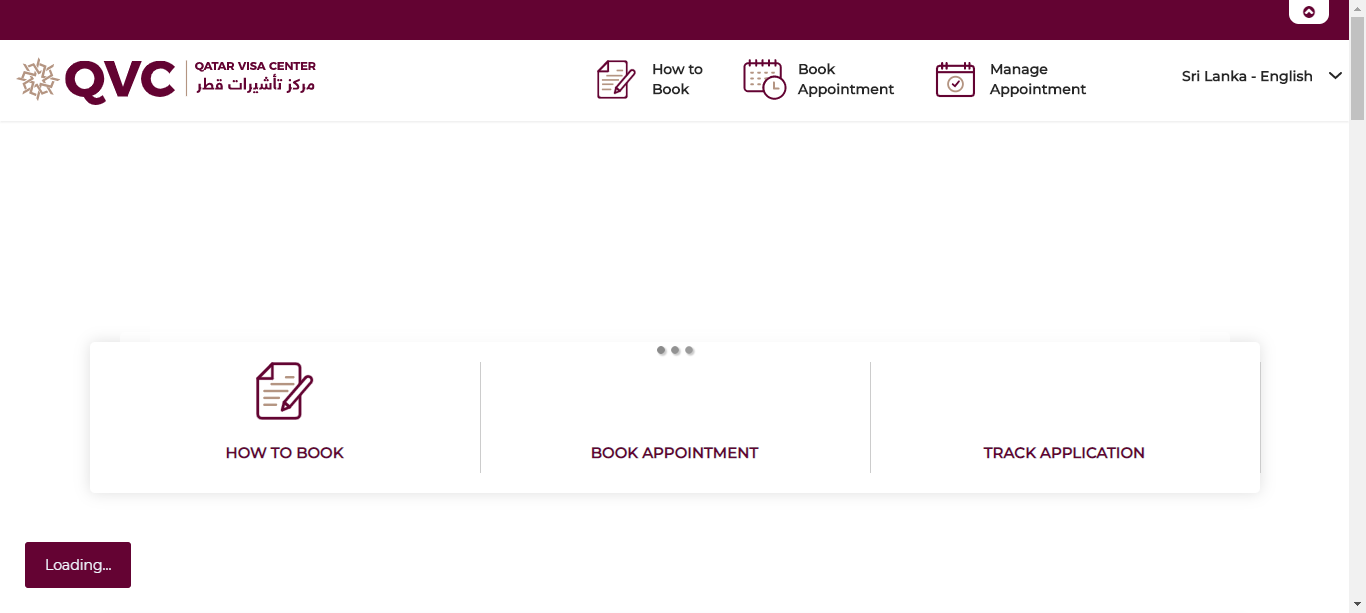 QVC
QATAR VISA CENTER
مركز تأشيرات قطر
How to
Book
Book
Appointment
Manage
Appointment
Sri Lanka - English
HOW TO BOOK
BOOK APPOINTMENT
TRACK APPLICATION
Loading...